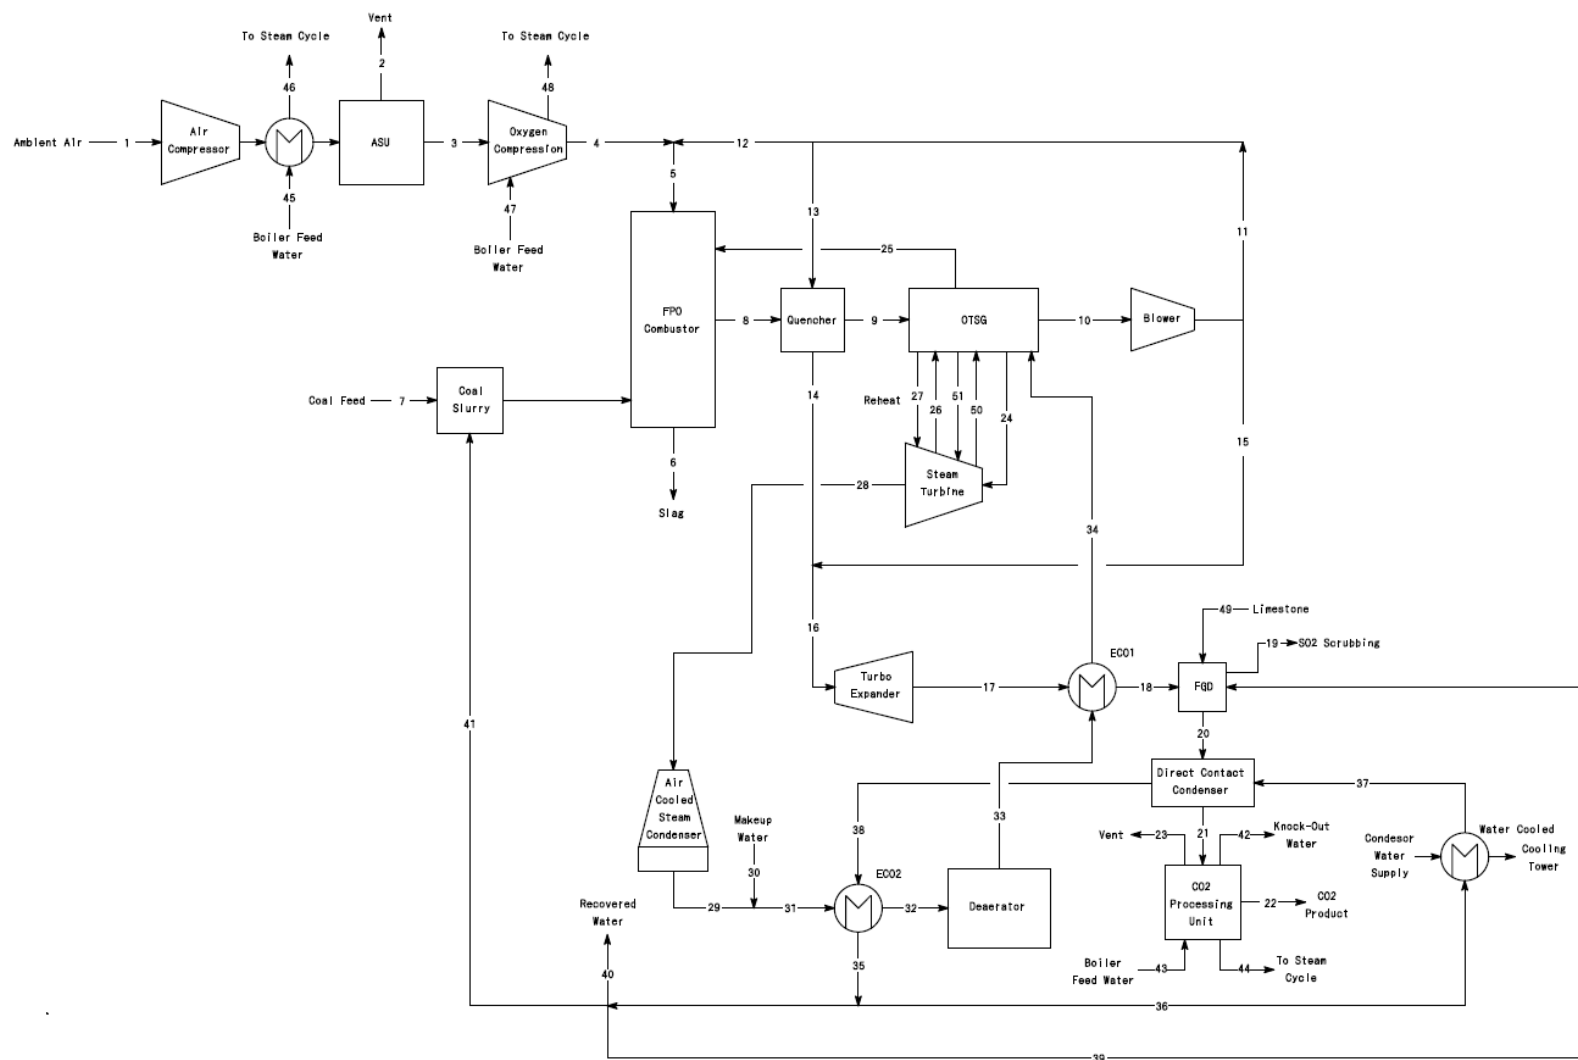 Vent
To Steam Cycle
To Steam Cycle
2
46
48
Ambient Air
1
Air
Compressor
ASU
3
Oxygen
Compression
4
12
5
45
47
13
11
Boiler Feed
Water
Boiler Feed
Water
25
FPO
Combustor
8
Quencher
9
OTSG
10
Blower
Coal Feed
7
Coal
Slurry
14
Reheat
27
26
51
50
24
15
6
Slag
28
Steam
Turbine
34
16
49
Limestone
19
SO2 Scrubbing
ECO1
Turbo
Expander
17
18
FGD
41
20
Air
Cooled
Steam
Condenser
Direct Contact
Condenser
37
33
Makeup
Water
38
Vent
23
21
42
Knock-Out
Water
Condesor
Water
Supply
Water Cooled
Cooling
Tower
30
ECO2
Recovered
Water
29
31
32
Deaerator
CO2
Processing
Unit
22
CO2
Product
40
35
Boiler
Feed Water
43
44
To Steam
Cycle
36
39